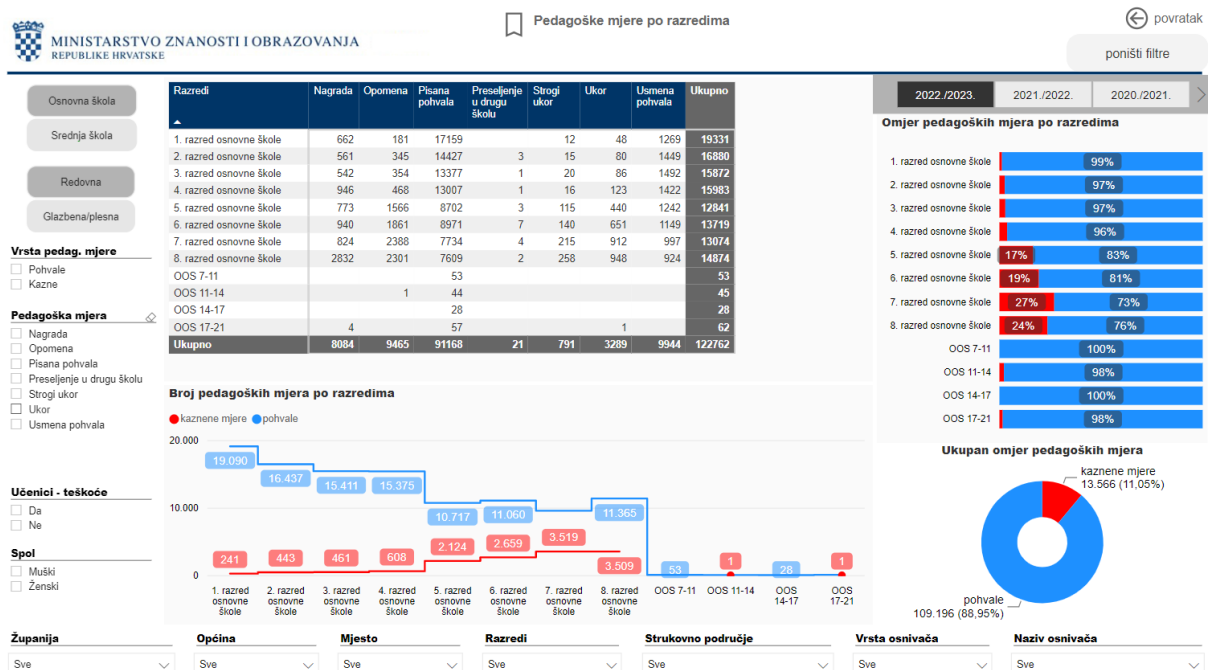 MINISTARSTVO ZNANOSTI I OBRAZOVANJA
REPUBLIKE HRVATSKE
Pedagoške mjere po razredima
povratak
poništi filtre
Osnovna škola
Srednja škola
Redovna
Glazbena/plesna
Vrsta pedag. mjere
Pohvale
Kazne
Pedagoška mjera
Nagrada
Opomena
Pisana pohvala
Preseljenje u drugu školu
Strogi ukor
Ukor
Usmena pohvala
Učenici - teškoće
Da
Ne
Spol
Muški
Ženski
Razredi Nagrada Opomena Pisana pohvala Preseljenje u drugu školu Strogi ukor Ukor Usmena pohvala Ukupno
1. razred osnovne škole 662 181 17159 12 48 1269 19331
2. razred osnovne škole 561 345 14427 3 15 80 1449 16880
3. razred osnovne škole 542 354 13377 1 20 86 1492 15872
4. razred osnovne škole 946 468 13007 1 16 123 1422 15983
5. razred osnovne škole 773 1566 8702 3 115 440 1242 12841
6. razred osnovne škole 940 1861 8971 7 140 651 1149 13719
7. razred osnovne škole 824 2388 7734 4 215 912 997 13074
8. razred osnovne škole 2832 2301 7609 2 258 948 924 14874
OOS 7-11 53 53
OOS 11-14 1 44 45
OOS 14-17 28 28
OOS 17-21 4 57 1 62
Ukupno 8084 9465 91168 21 791 3289 9944 122762
Broj pedagoških mjera po razredima
kaznene mjere pohvale
20.000
10.000
0
19.090 16.437 15.411 15.375 10.717 11.060 11.365 53 28
241 443 461 608 2.124 2.659 3.519 3.509 1 1
1. razred osnovne škole
2. razred osnovne škole
3. razred osnovne škole
4. razred osnovne škole
5. razred osnovne škole
6. razred osnovne škole
7. razred osnovne škole
8. razred osnovne škole
OOS 7-11
OOS 11-14
OOS 14-17
OOS 17-21
2022./2023. 2021./2022. 2020./2021.
Omjer pedagoških mjera po razredima
1. razred osnovne škole 99%
2. razred osnovne škole 97%
3. razred osnovne škole 97%
4. razred osnovne škole 96%
5. razred osnovne škole 17% 83%
6. razred osnovne škole 19% 81%
7. razred osnovne škole 27% 73%
8. razred osnovne škole 24% 76%
OOS 7-11 100%
OOS 11-14 98%
OOS 14-17 100%
OOS 17-21 98%
Ukupan omjer pedagoških mjera
kaznene mjere
13.566 (11,05%)
pohvale
109.196 (88,95%)
Županija Općina Mjesto Razredi Strukovno područje Vrsta osnivača Naziv osnivača
Sve Sve Sve Sve Sve Sve Sve